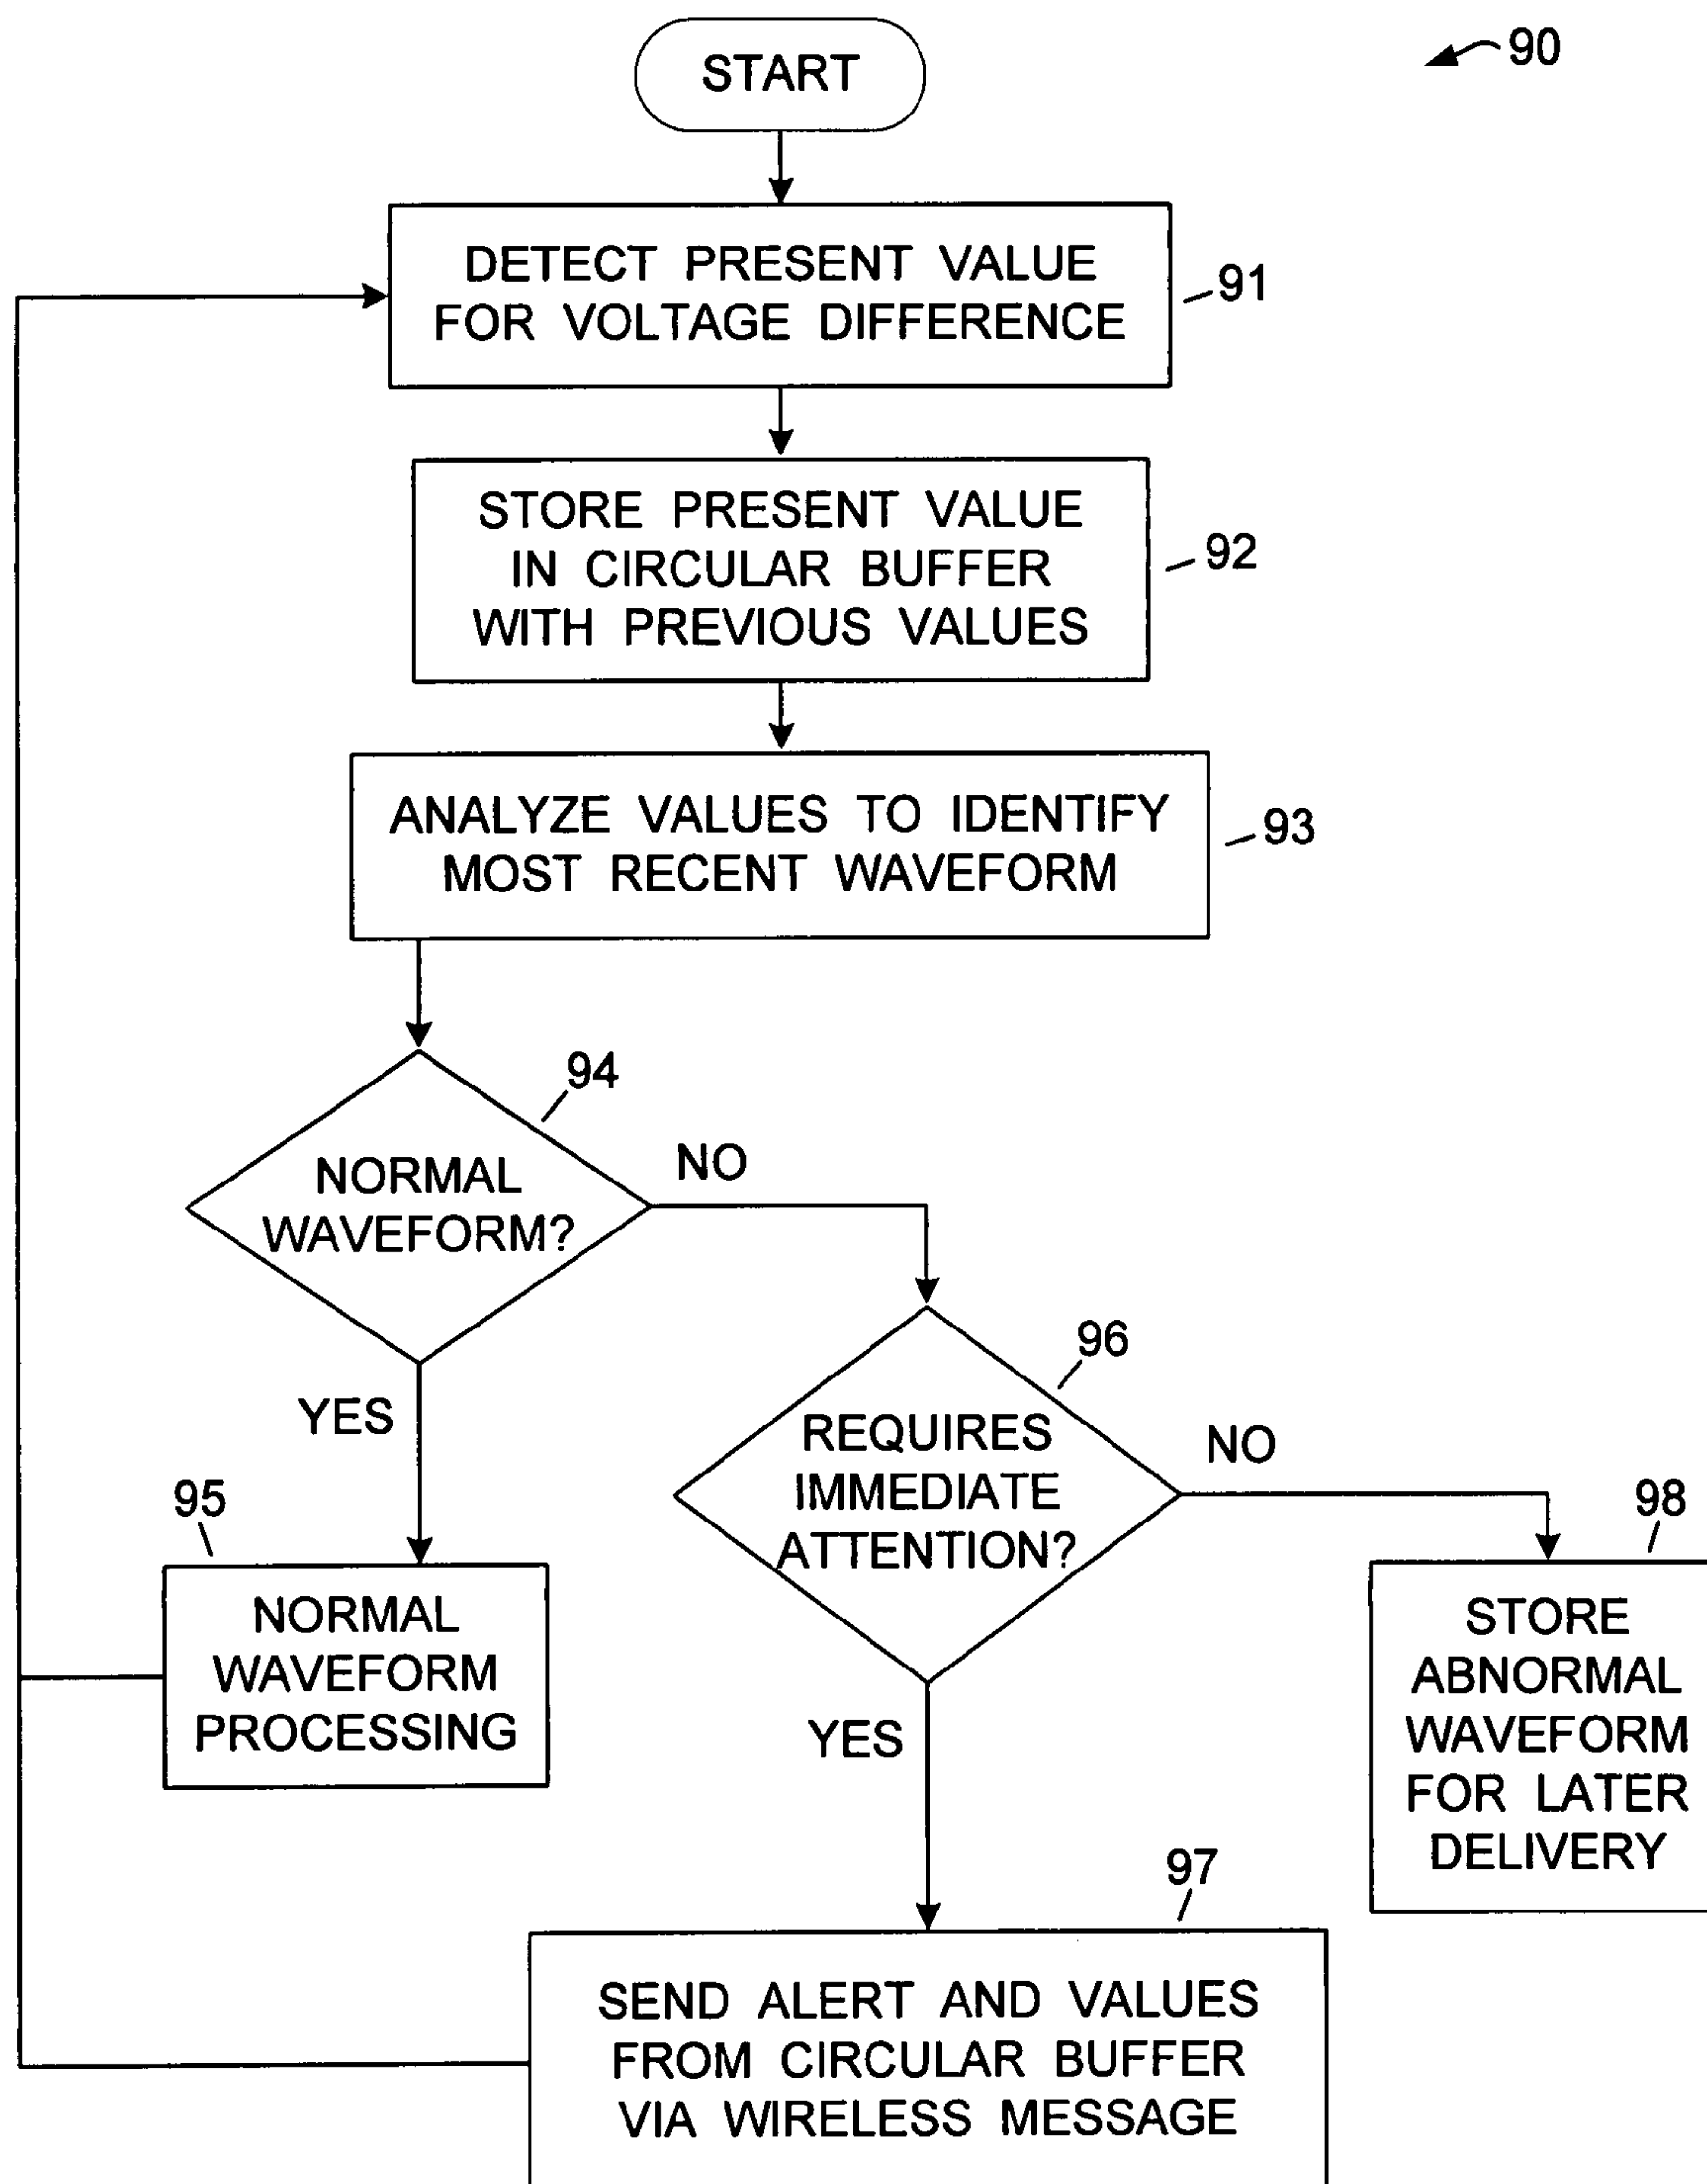 START
90
DETECT PRESENT VALUE
FOR VOLTAGE DIFFERENCE
91
STORE PRESENT VALUE
IN CIRCULAR BUFFER
WITH PREVIOUS VALUES
92
ANALYZE VALUES TO IDENTIFY
MOST RECENT WAVEFORM
93
94
NORMAL
WAVEFORM?
NO
YES
96
REQUIRES
IMMEDIATE
ATTENTION?
NO
YES
95
NORMAL
WAVEFORM
PROCESSING
98
STORE
ABNORMAL
WAVEFORM
FOR LATER
DELIVERY
97
SEND ALERT AND VALUES
FROM CIRCULAR BUFFER
VIA WIRELESS MESSAGE